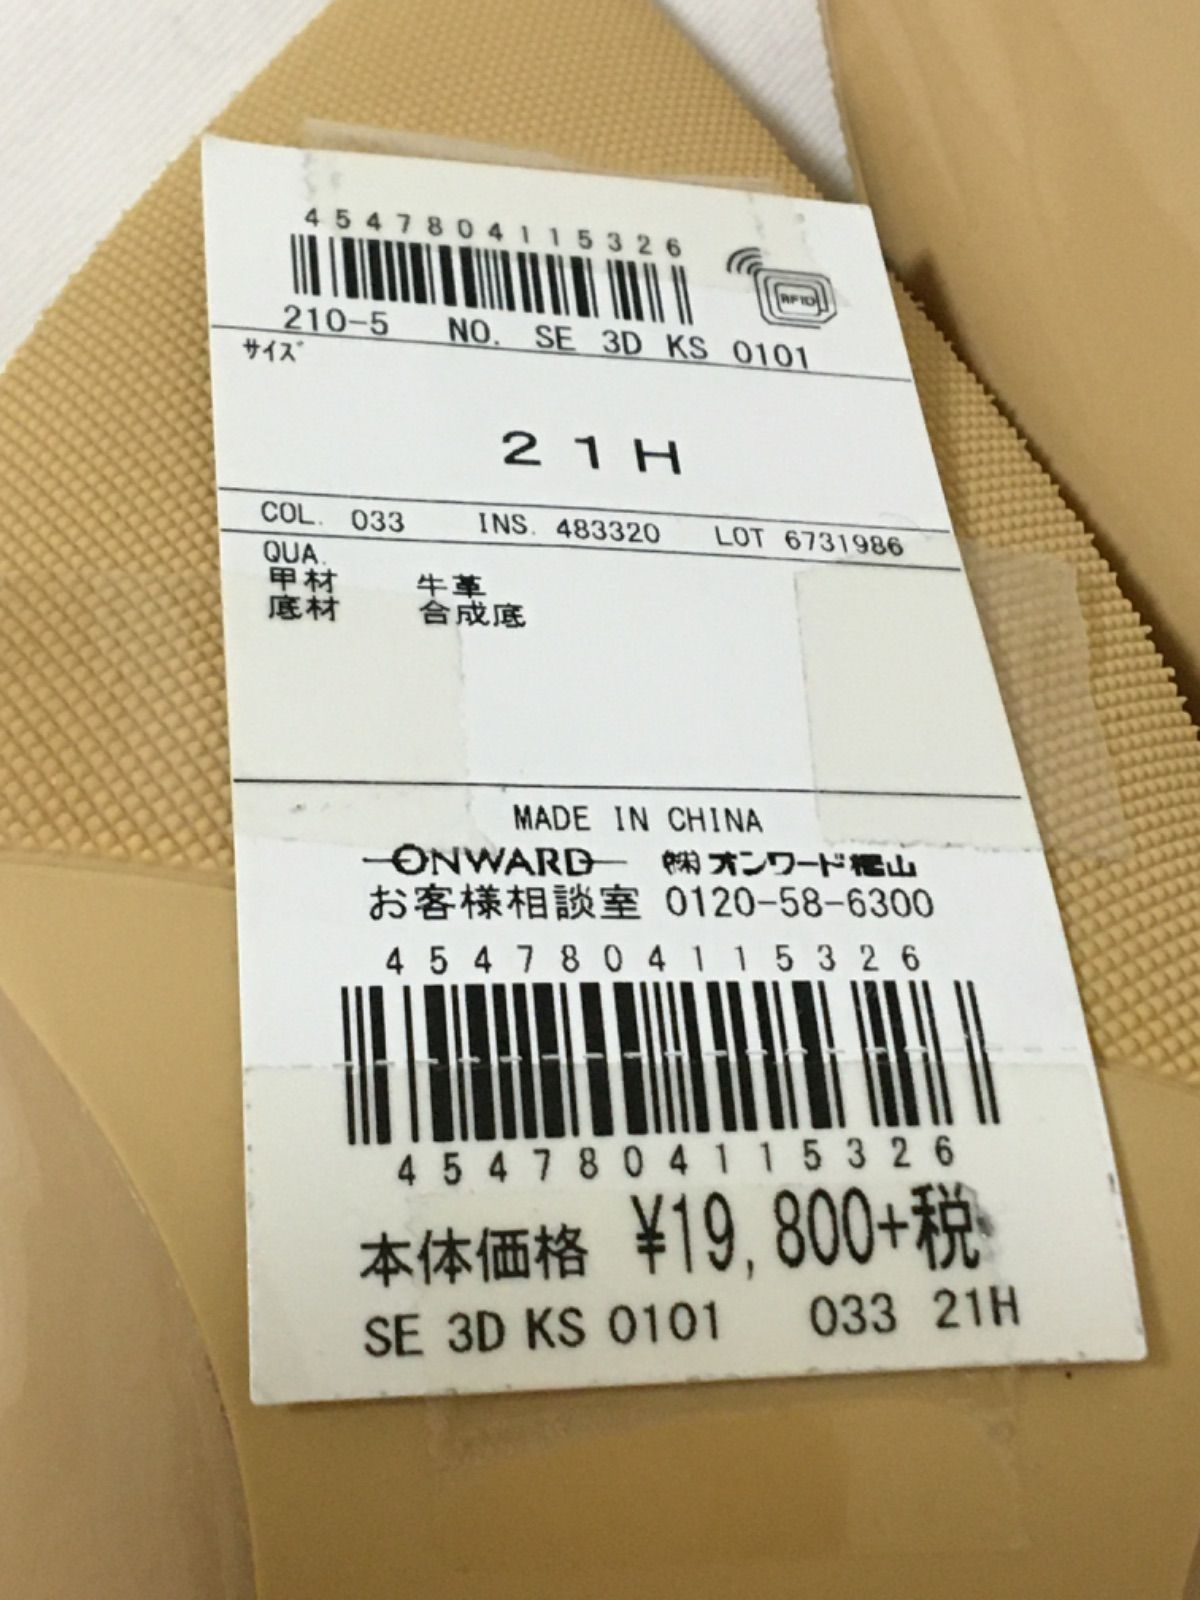 4547804115326
RFID
210-5 NO. SE 3D KS 0101
サイズ
21H
COL. 033 INS. 483320 LOT 6731986
QUA.
甲材 牛革
底材 合成底
MADE IN CHINA
ONWARD ㈱オンワード樫山
お客様相談室 0120-58-6300
4547804115326
4547804115326
本体価格 ¥19,800+税
SE 3D KS 0101 033 21H